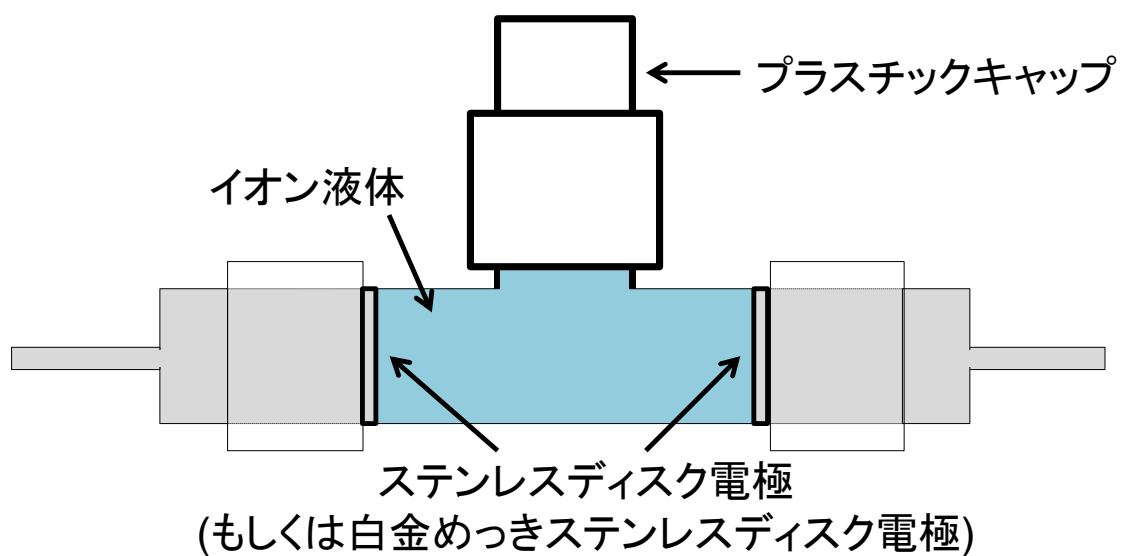 プラスチックキャップ
イオン液体
ステンレスディスク電極
(もしくは白金めっきステンレスディスク電極)